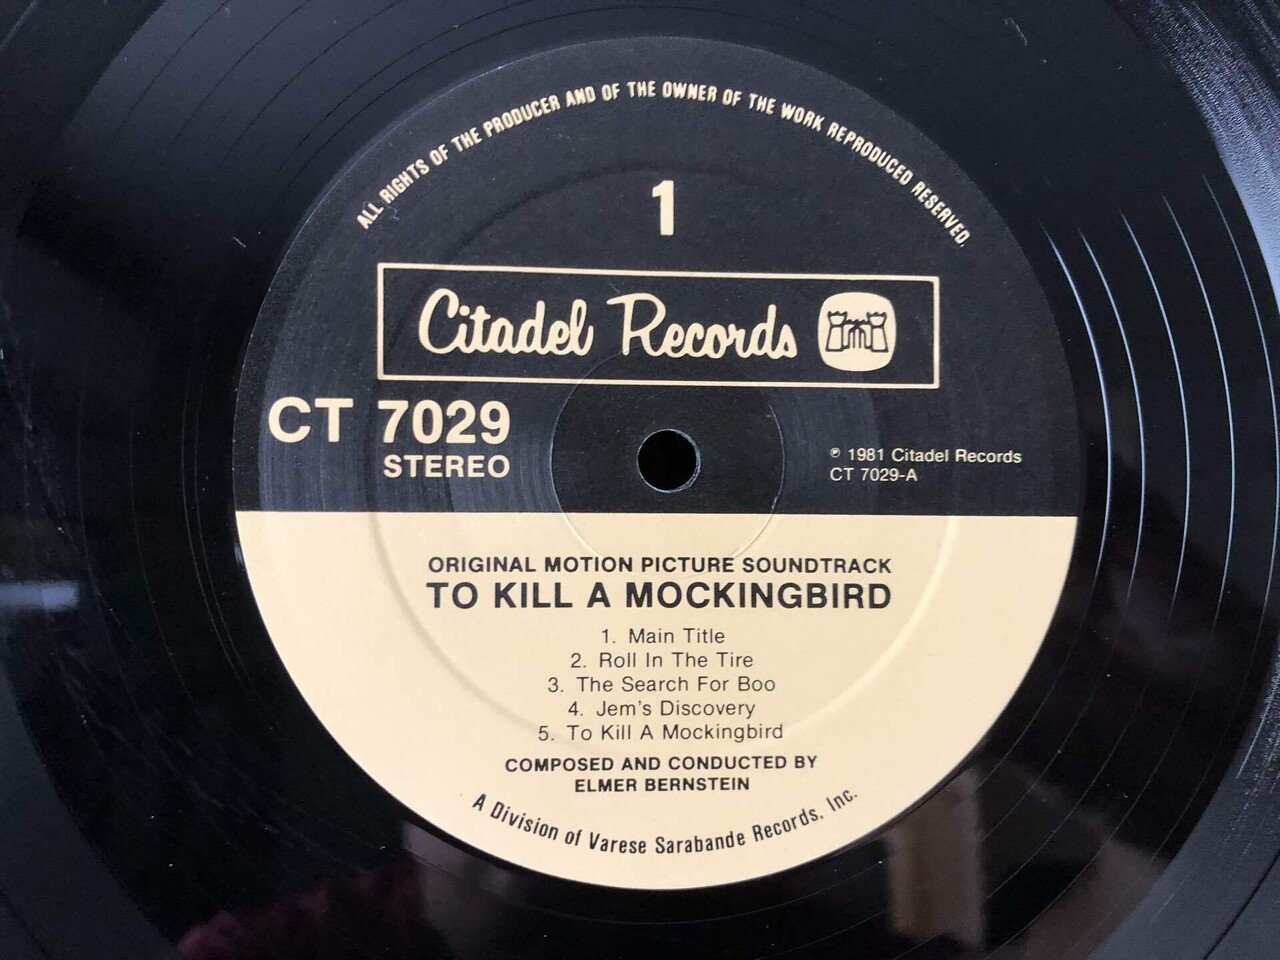 ALL RIGHTS OF THE PRODUCER AND OF THE OWNER OF THE WORK REPRODUCED RESERVED.
1
Citadel Records
CT 7029
STEREO
℗ 1981 Citadel Records
CT 7029-A
ORIGINAL MOTION PICTURE SOUNDTRACK
TO KILL A MOCKINGBIRD
1. Main Title
2. Roll In The Tire
3. The Search For Boo
4. Jem's Discovery
5. To Kill A Mockingbird
COMPOSED AND CONDUCTED BY
ELMER BERNSTEIN
A Division of Varese Sarabande Records, Inc.